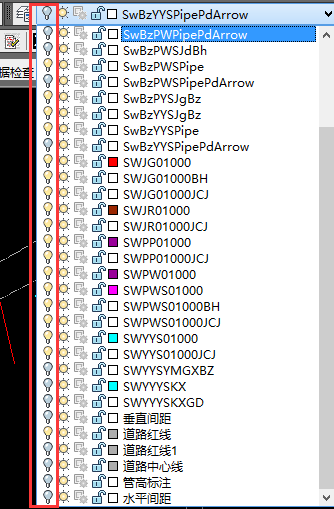 SwBzYYSPipePdArrow
SwBzPWPipePdArrow
SwBzPWSJdBh
据检查
SwBzPWSPipe
SwBzPWSPipePdArrow
SwBzPYSJgBz
SwBzYYSJgBz
SwBzYYSPipe
SwBzYYSPipePdArrow
SWJG01000
SWJG01000BH
SWJG01000JCJ
SWJR01000
SWJR01000JCJ
SWPP01000
SWPP01000JCJ
SWPW01000
SWPWS01000
SWPWS01000BH
SWPWS01000JCJ
SWYYS01000
SWYYS01000JCJ
SWYYSYMGXBZ
SWYYYSKX
SWYYYSKXGD
垂直间距
道路红线
道路红线1
道路中心线
管高标注
水平间距